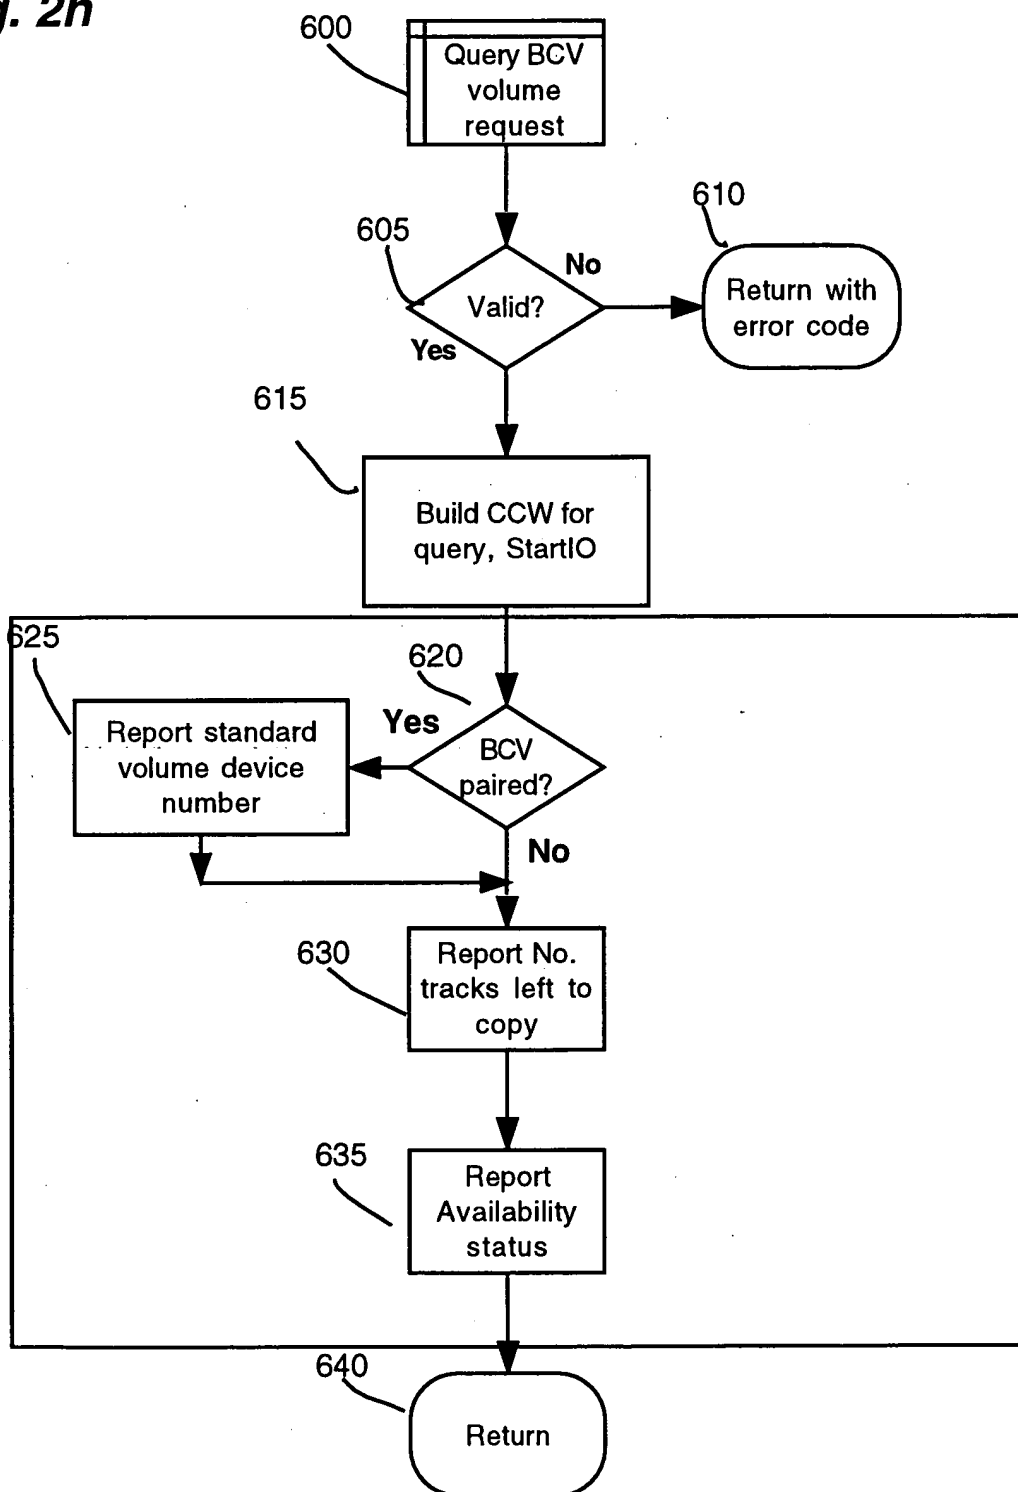 g. 2h
600
Query BCV
volume
request
610
605
No
Valid?
Return with
error code
Yes
615
Build CCW for
query, StartIO
625
620
Report standard
volume device
number
Yes
BCV
paired?
No
630
Report No.
tracks left to
copy
635
Report
Availability
status
640
Return